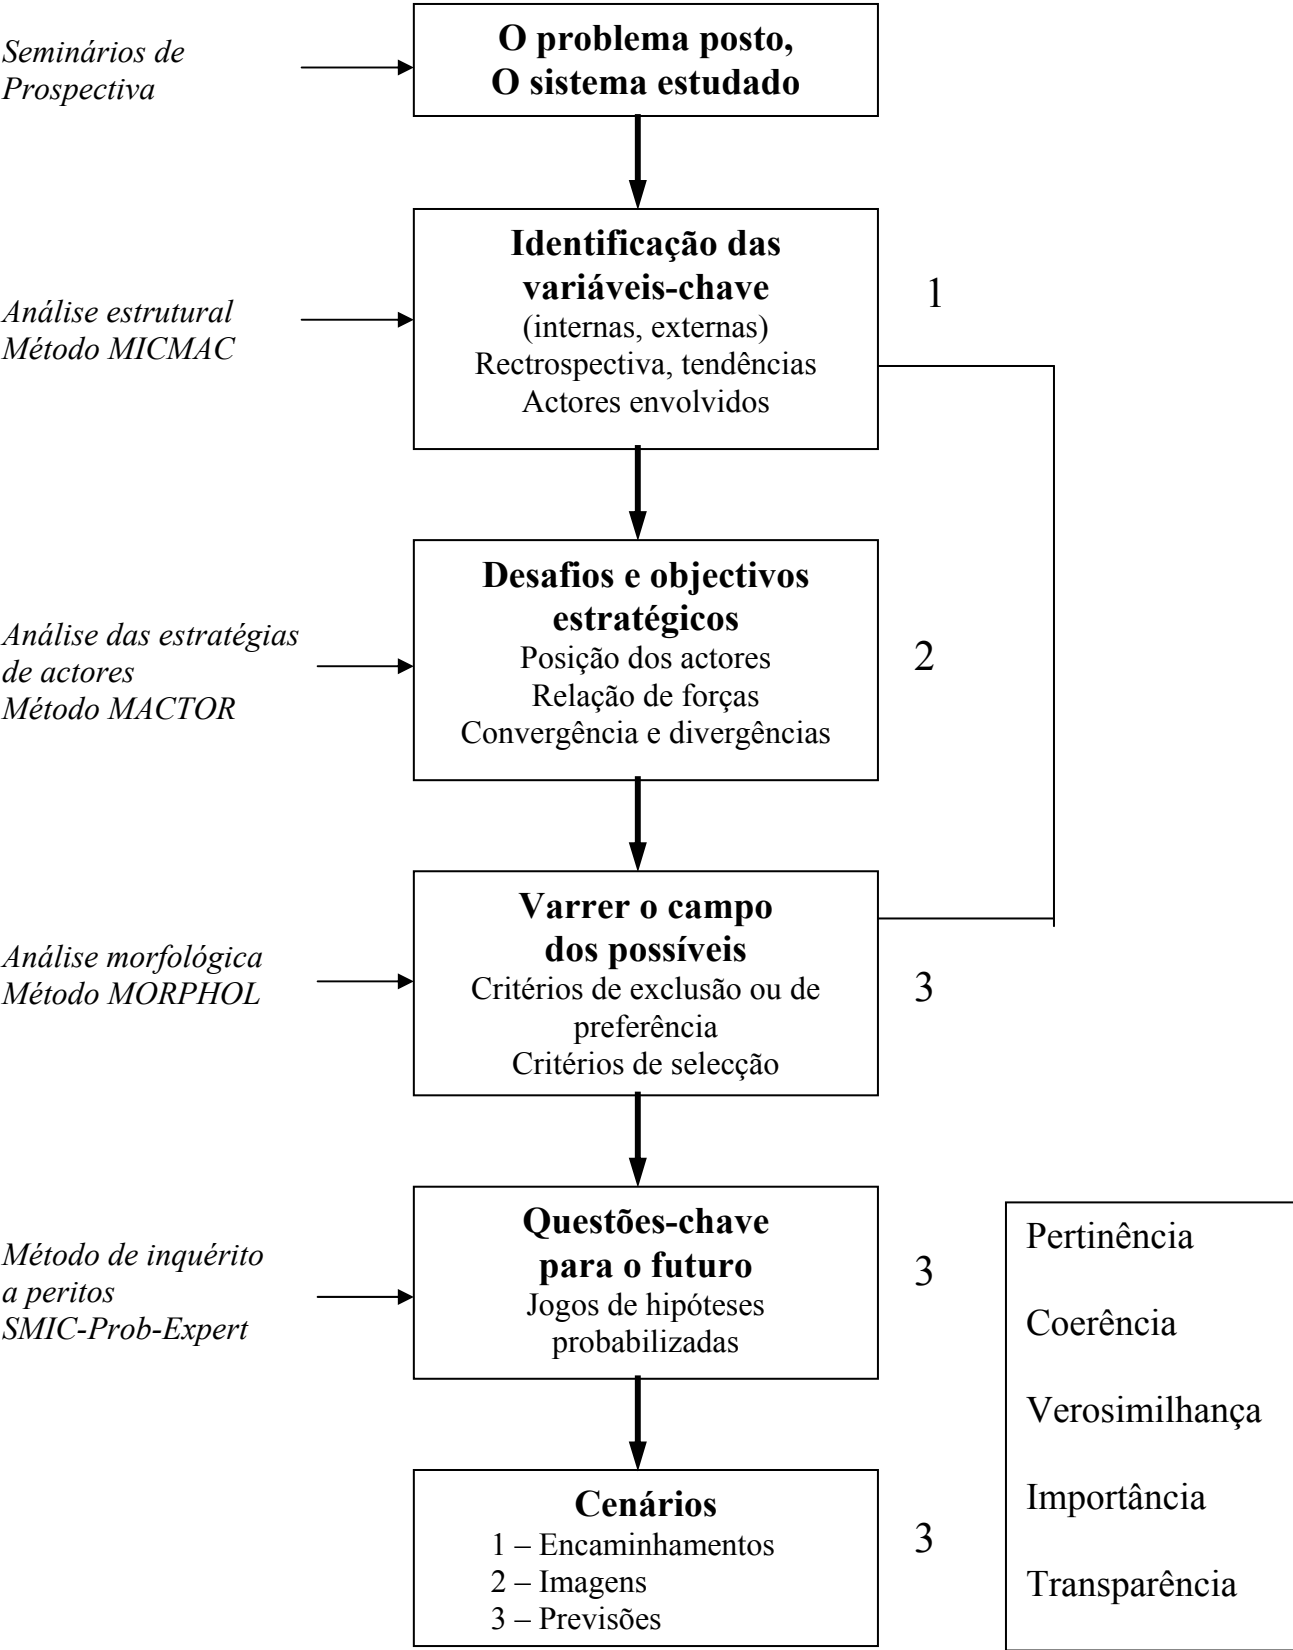 Seminários de
Prospectiva
O problema posto,
O sistema estudado
Análise estrutural
Método MICMAC
Identificação das
variáveis-chave
(internas, externas)
Rectrospectiva, tendências
Actores envolvidos
1
Análise das estratégias
de actores
Método MACTOR
Desafios e objectivos
estratégicos
Posição dos actores
Relação de forças
Convergência e divergências
2
Análise morfológica
Método MORPHOL
Varrer o campo
dos possíveis
Critérios de exclusão ou de
preferência
Critérios de selecção
3
Método de inquérito
a peritos
SMIC-Prob-Expert
Questões-chave
para o futuro
Jogos de hipóteses
probabilizadas
3
Cenários
1 – Encaminhamentos
2 – Imagens
3 – Previsões
3
Pertinência
Coerência
Verosimilhança
Importância
Transparência